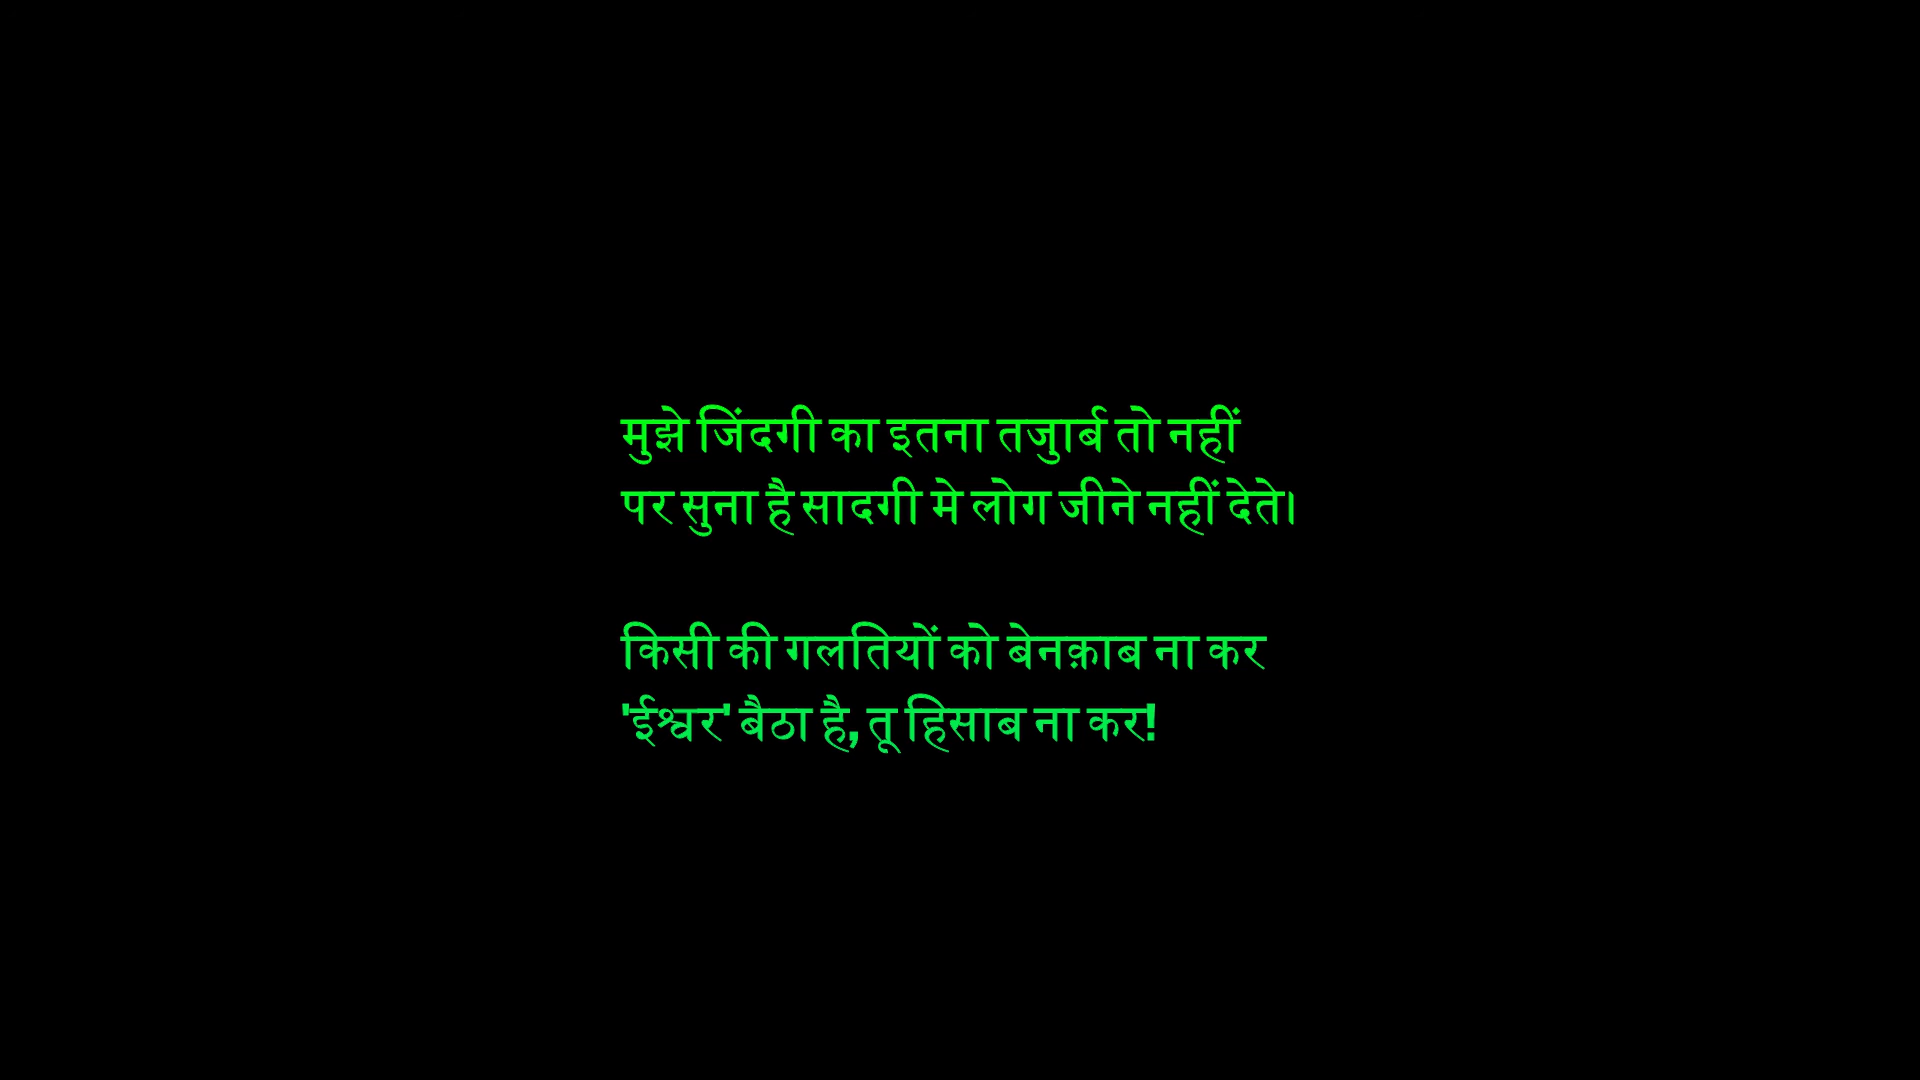 मुझे जिंदगी का इतना तजुार्ब तो नहीं
पर सुना है सादगी मे लोग जीने नहीं देते।
किसी की गलतियों को बेनक़ाब ना कर
'ईश्वर' बैठा है, तू हिसाब ना कर!